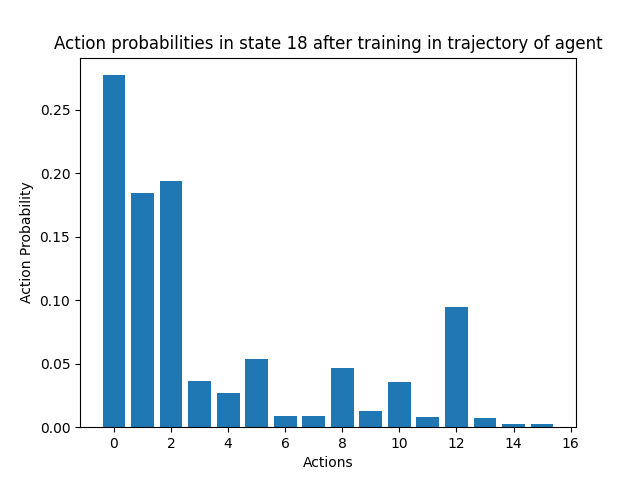 Action probabilities in state 18 after training in trajectory of agent
0.25
0.20
0.15
0.10
0.05
0.00
Action Probability
0 2 4 6 8 10 12 14 16
Actions